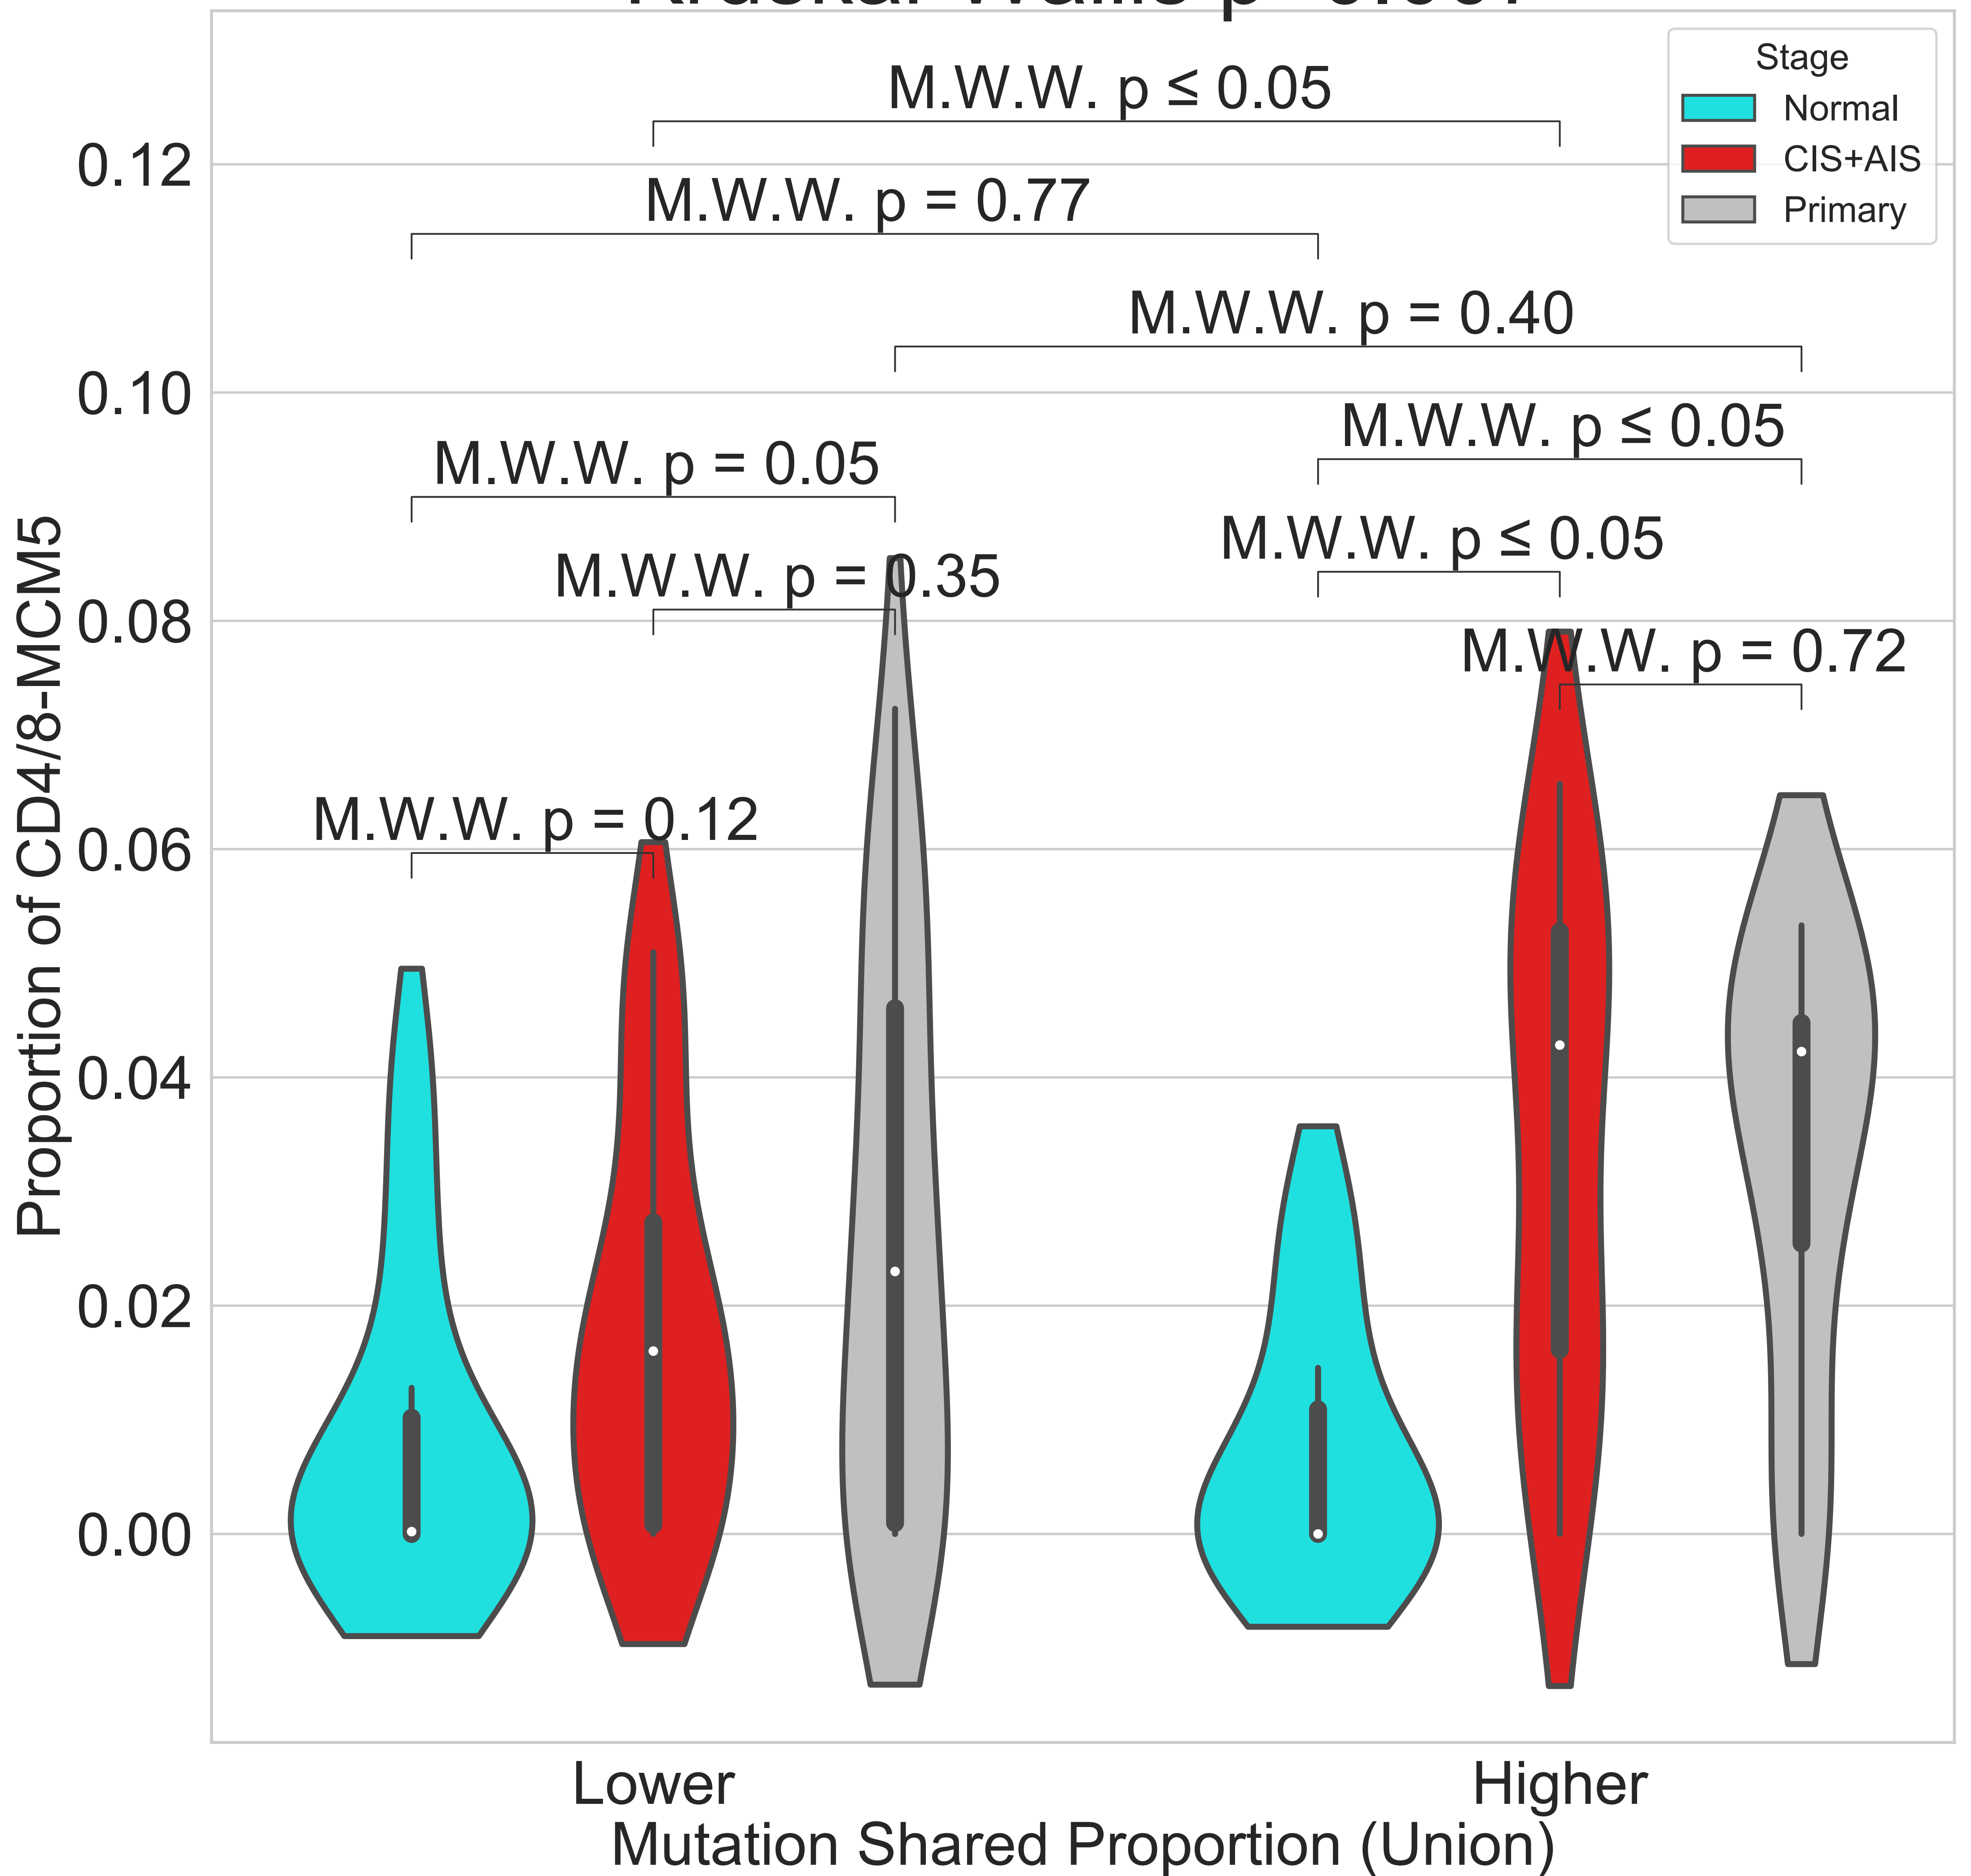 Stage
Normal
CIS+AIS
Primary
M.W.W. p ≤ 0.05
M.W.W. p = 0.77
M.W.W. p = 0.40
M.W.W. p ≤ 0.05
M.W.W. p = 0.05
M.W.W. p ≤ 0.05
M.W.W. p = 0.35
M.W.W. p = 0.72
M.W.W. p = 0.12
0.12
0.10
0.08
0.06
0.04
0.02
0.00
Proportion of CD4/8-MCM5
Lower
Higher
Mutation Shared Proportion (Union)